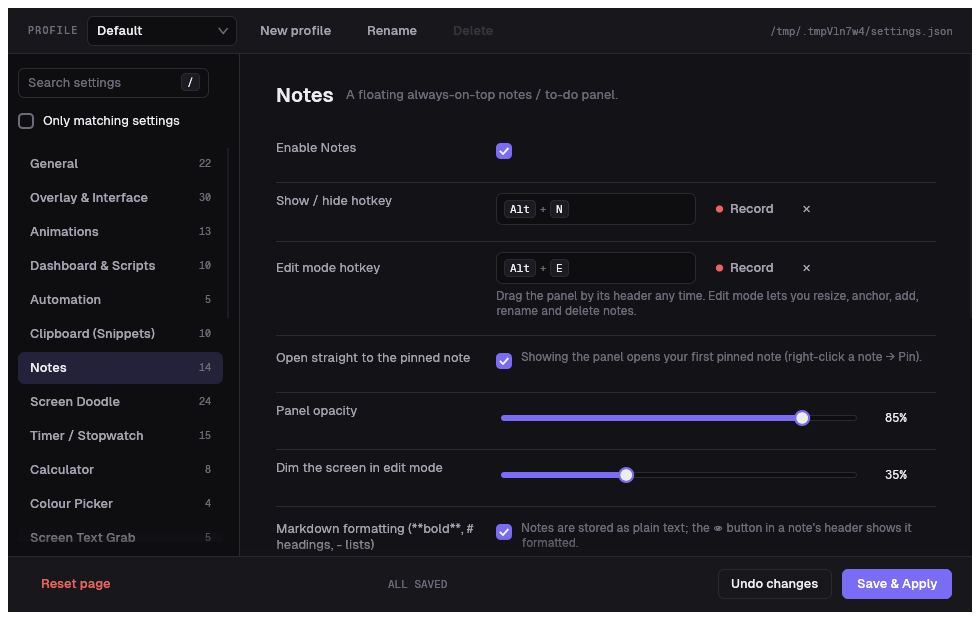 PROFILE Default New profile Rename Delete /tmp/.tmpVln7w4/settings.json
Search settings /
Only matching settings
General 22
Overlay & Interface 30
Animations 13
Dashboard & Scripts 10
Automation 5
Clipboard (Snippets) 10
Notes 14
Screen Doodle 24
Timer / Stopwatch 15
Calculator 8
Colour Picker 4
Screen Text Grab 5
Notes A floating always-on-top notes / to-do panel.
Enable Notes
Show / hide hotkey Alt + N Record ×
Edit mode hotkey Alt + E Record ×
Drag the panel by its header any time. Edit mode lets you resize, anchor, add,
rename and delete notes.
Open straight to the pinned note Showing the panel opens your first pinned note (right-click a note → Pin).
Panel opacity 85%
Dim the screen in edit mode 35%
Markdown formatting (**bold**, # Notes are stored as plain text; the 👁 button in a note's header shows it
headings, - lists) formatted.
Reset page ALL SAVED Undo changes Save & Apply